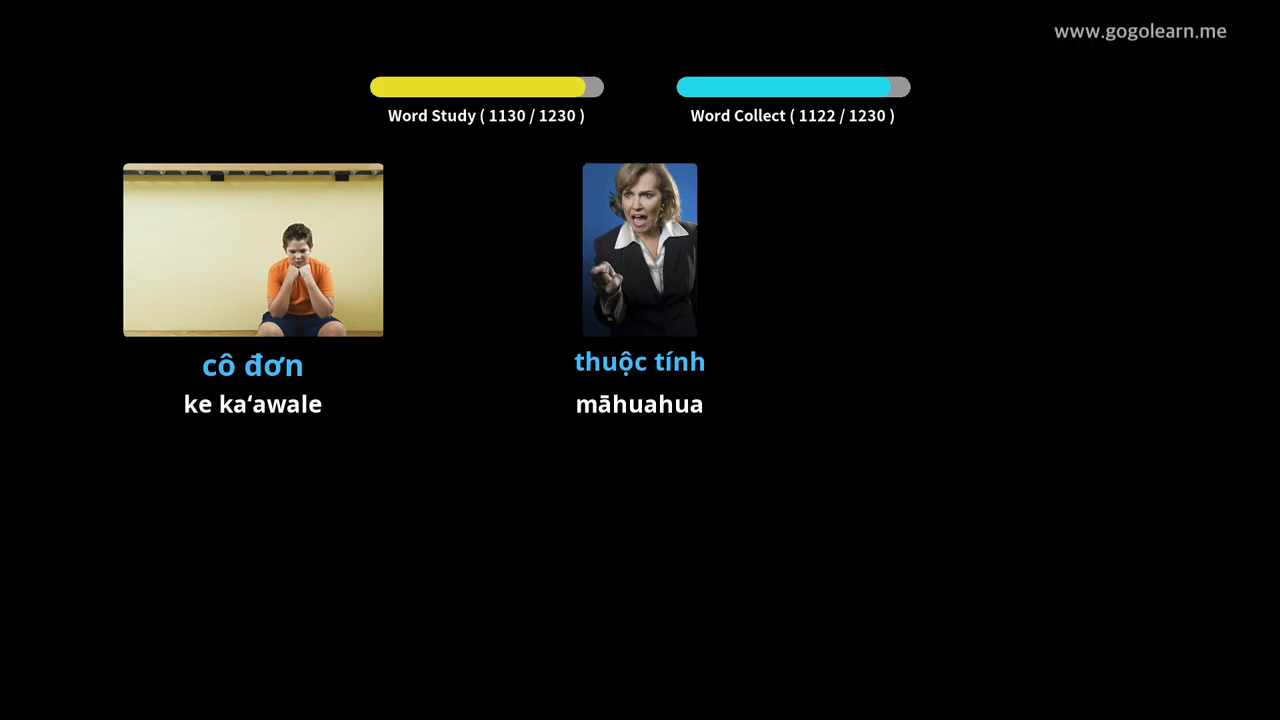 www.gogolearn.me
Word Study ( 1130 / 1230 )
Word Collect ( 1122 / 1230 )
cô đơn
ke kaʻawale
thuộc tính
māhuahua